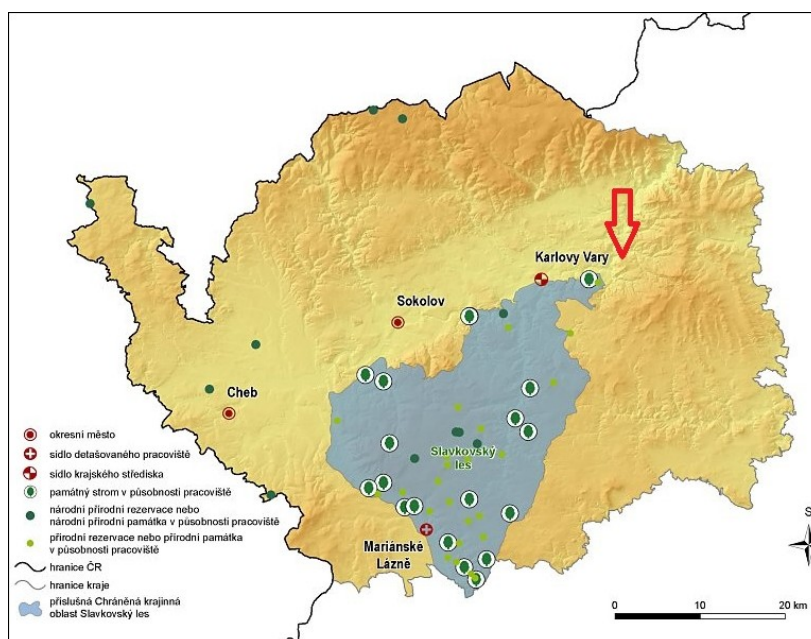 Karlovy Vary
Sokolov
Cheb
Slavkovský
les
Mariánské
Lázně
okresní město
sídlo detašovaného pracoviště
sídlo krajského střediska
památný strom v působnosti pracoviště
národní přírodní rezervace nebo
národní přírodní památka v působnosti pracoviště
přírodní rezervace nebo přírodní památka
v působnosti pracoviště
hranice ČR
hranice kraje
příslušná Chráněná krajinná
oblast Slavkovský les
S
0 10 20 km